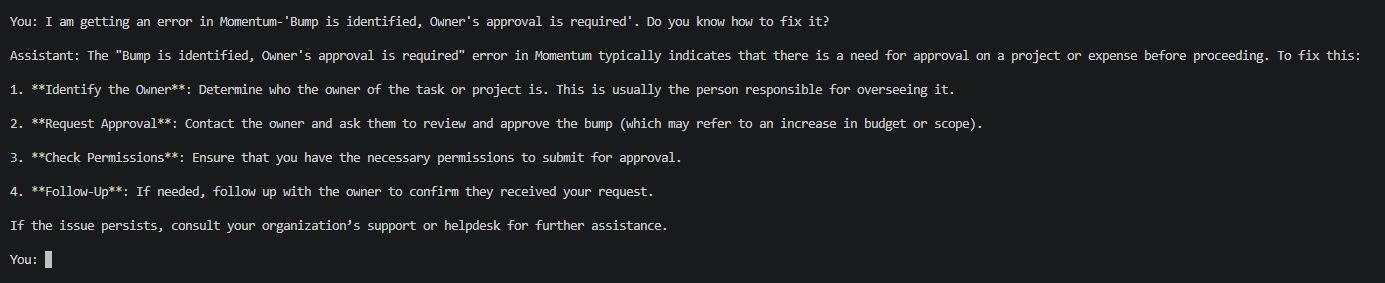 You: I am getting an error in Momentum-'Bump is identified, Owner's approval is required'. Do you know how to fix it?
Assistant: The "Bump is identified, Owner's approval is required" error in Momentum typically indicates that there is a need for approval on a project or expense before proceeding. To fix this:
1. **Identify the Owner**: Determine who the owner of the task or project is. This is usually the person responsible for overseeing it.
2. **Request Approval**: Contact the owner and ask them to review and approve the bump (which may refer to an increase in budget or scope).
3. **Check Permissions**: Ensure that you have the necessary permissions to submit for approval.
4. **Follow-Up**: If needed, follow up with the owner to confirm they received your request.
If the issue persists, consult your organization’s support or helpdesk for further assistance.
You: